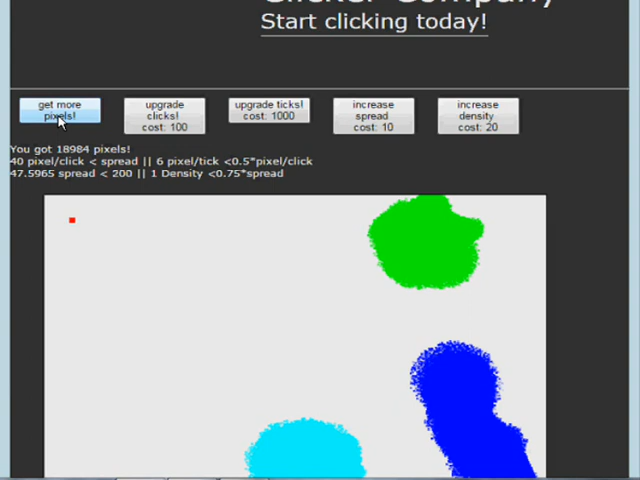 Clicker Company
Start clicking today!
get more
pixels!
upgrade
clicks!
cost: 100
upgrade ticks!
cost: 1000
increase
spread
cost: 10
increase
density
cost: 20
You got 18984 pixels!
40 pixel/click < spread || 6 pixel/tick <0.5*pixel/click
47.5965 spread < 200 || 1 Density <0.75*spread